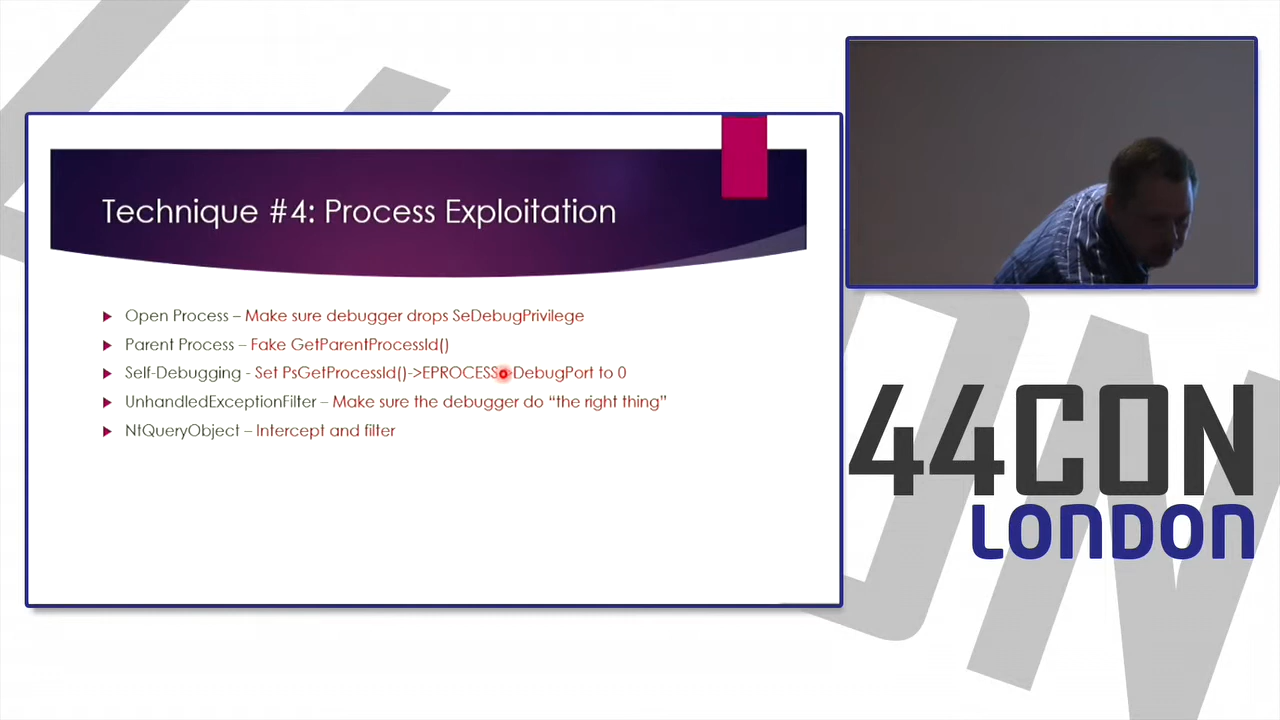 Technique #4: Process Exploitation
Open Process – Make sure debugger drops SeDebugPrivilege
Parent Process – Fake GetParentProcessId()
Self-Debugging - Set PsGetProcessId()->EPROCESS->DebugPort to 0
UnhandledExceptionFilter – Make sure the debugger do “the right thing”
NtQueryObject – Intercept and filter
44CON
LONDON